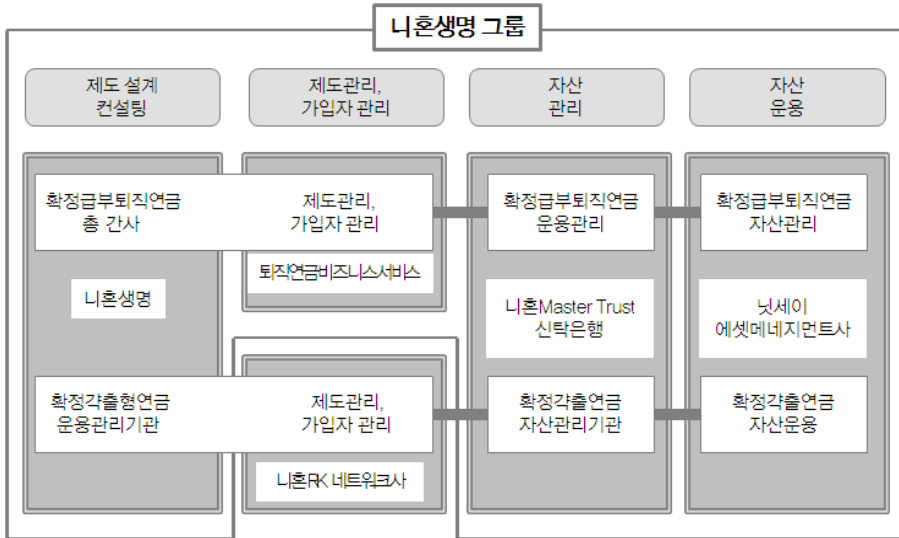 니혼생명 그룹
제도 설계
컨설팅
제도관리,
가입자 관리
자산
관리
자산
운용
확정급부퇴직연금
총 간사
제도관리,
가입자 관리
확정급부퇴직연금
운용관리
확정급부퇴직연금
자산관리
퇴직연금비즈니스서비스
니혼생명
니혼Master Trust
신탁은행
닛세이
에셋메네지먼트사
확정갹출형연금
운용관리기관
제도관리,
가입자 관리
확정갹출연금
자산관리기관
확정갹출연금
자산운용
니혼RK 네트워크사